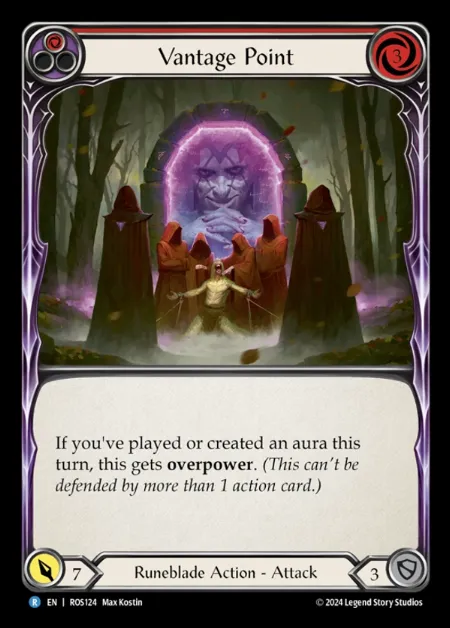 Vantage Point
3
If you've played or created an aura this
turn, this gets overpower. (This can't be
defended by more than 1 action card.)
7 Runeblade Action - Attack 3
R EN | ROS124 Max Kostin © 2024 Legend Story Studios